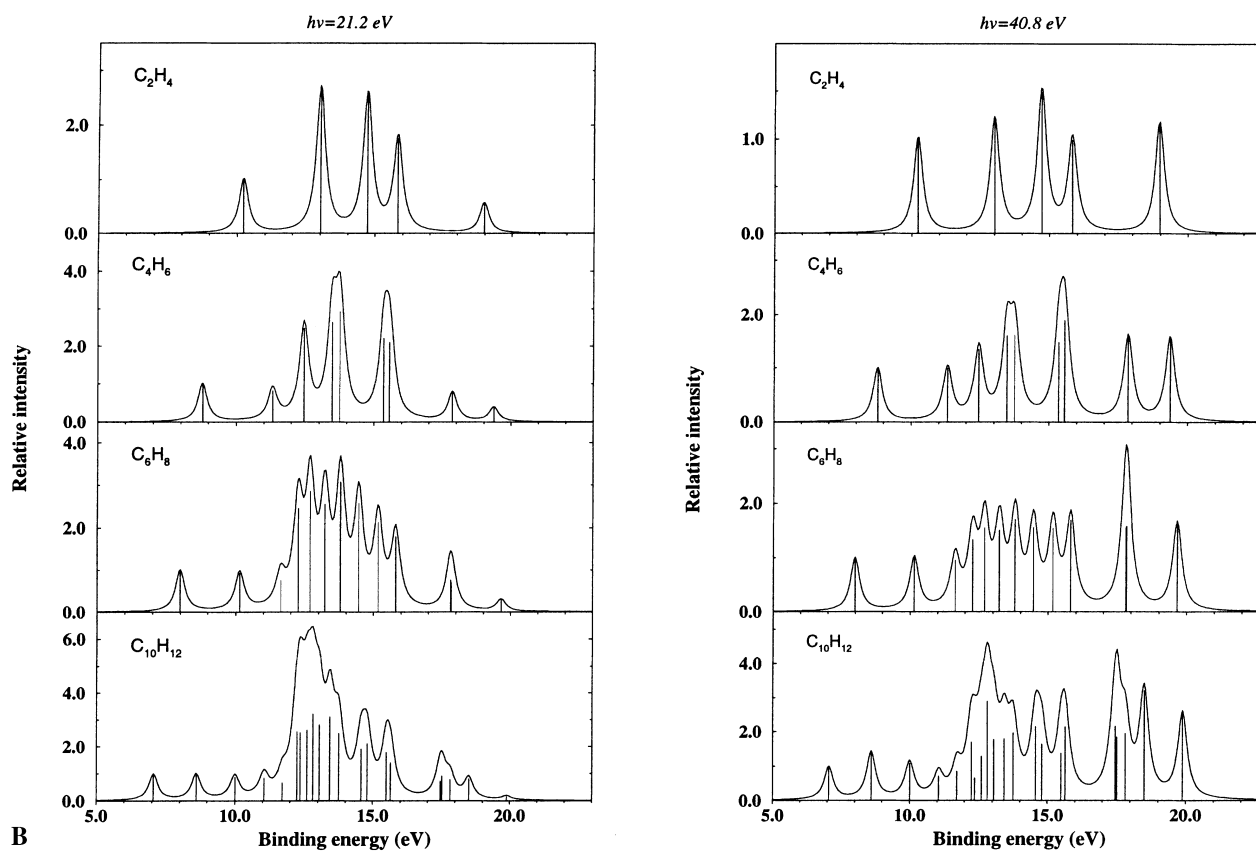 hν=21.2 eV
C₂H₄
2.0
0.0
C₄H₆
4.0
2.0
0.0
C₆H₈
4.0
2.0
0.0
C₁₀H₁₂
6.0
4.0
2.0
0.0
5.0 10.0 15.0 20.0
Binding energy (eV)
Relative intensity
hν=40.8 eV
C₂H₄
1.0
0.0
C₄H₆
2.0
0.0
C₆H₈
2.0
0.0
C₁₀H₁₂
4.0
2.0
0.0
5.0 10.0 15.0 20.0
Binding energy (eV)
Relative intensity
B